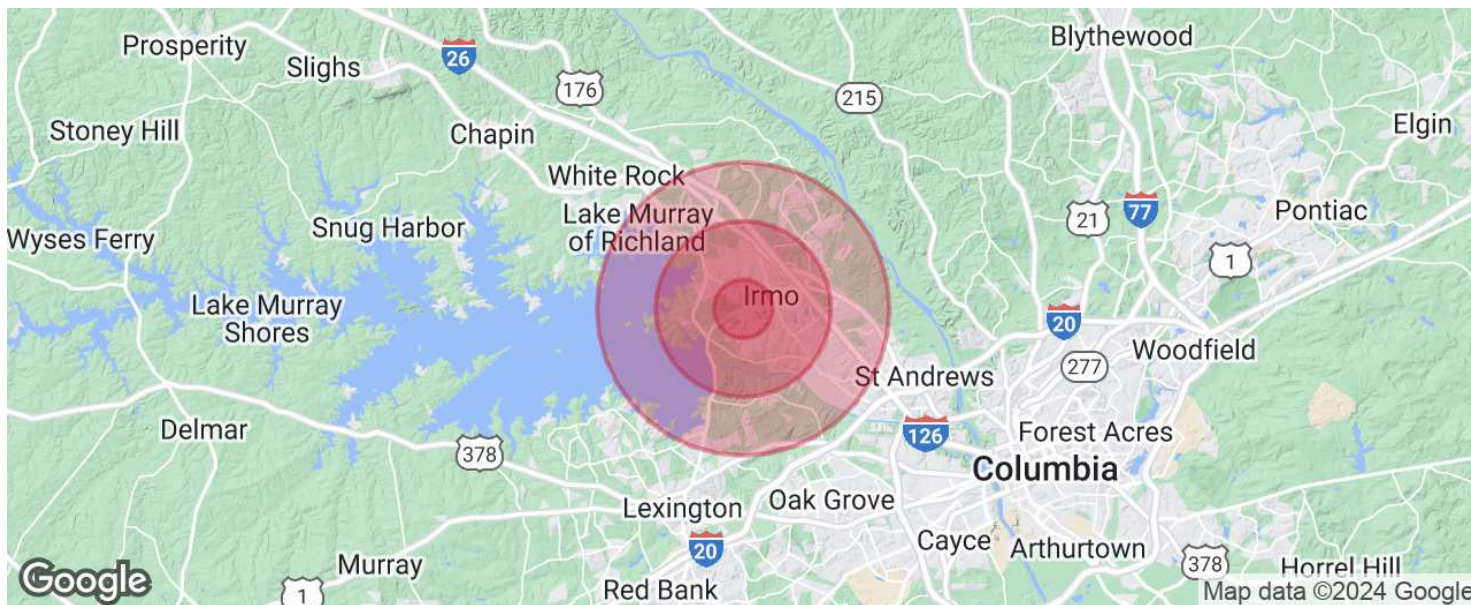 Prosperity
Slighs
26
176
215
Blythewood
Elgin
Stoney Hill
Chapin
White Rock
Lake Murray
of Richland
Snug Harbor
Wyses Ferry
21
77
Pontiac
1
Lake Murray
Shores
Irmo
20
277
Woodfield
St Andrews
Delmar
378
126
Forest Acres
Columbia
Lexington
Oak Grove
20
Cayce
Arthurtown
378
Horrel Hill
Murray
Red Bank
1
Google
Map data ©2024 Google